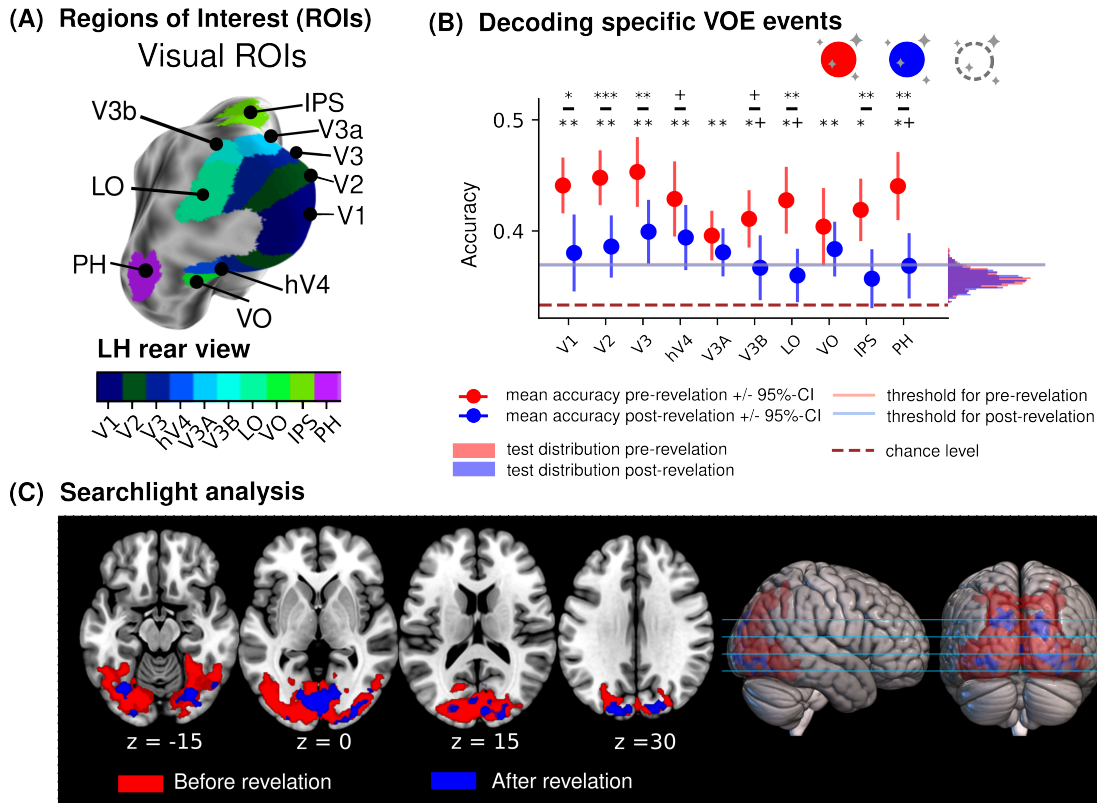 (A) Regions of Interest (ROIs)
Visual ROIs
IPS
V3b
V3a
V3
LO
V2
V1
PH
hV4
VO
LH rear view
V1 V2 V3 hV4 V3A V3B LO VO IPS PH
(B) Decoding specific VOE events
* *** ** + + ** ** **
** ** ** ** ** *+ *+ ** * *+
0.5
0.4
Accuracy
V1 V2 V3 hV4 V3A V3B LO VO IPS PH
mean accuracy pre-revelation +/- 95%-CI
mean accuracy post-revelation +/- 95%-CI
threshold for pre-revelation
threshold for post-revelation
test distribution pre-revelation
test distribution post-revelation
chance level
(C) Searchlight analysis
z = -15 z = 0 z = 15 z =30
Before revelation After revelation